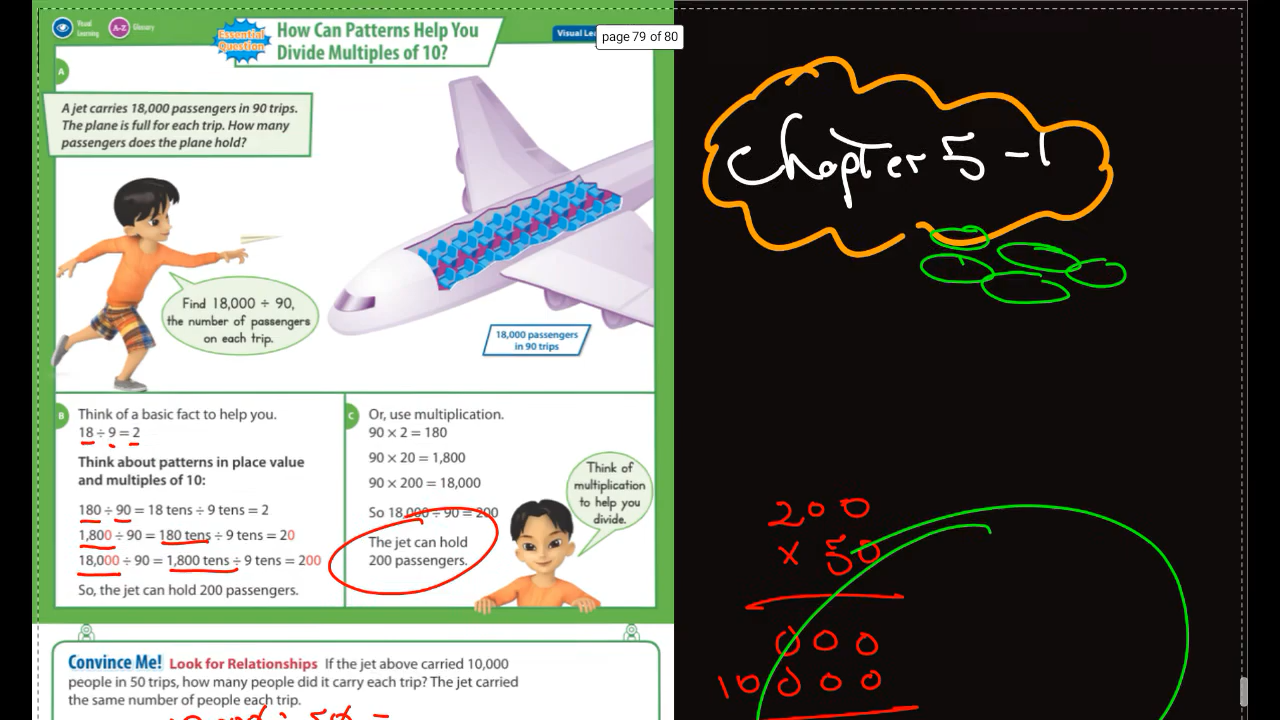 Visual
Learning
A-Z
Glossary
Essential
Question
How Can Patterns Help You
Divide Multiples of 10?
Visual Lea
page 79 of 80
A
A jet carries 18,000 passengers in 90 trips.
The plane is full for each trip. How many
passengers does the plane hold?
Find 18,000 ÷ 90,
the number of passengers
on each trip.
18,000 passengers
in 90 trips
B
Think of a basic fact to help you.
18 ÷ 9 = 2
Think about patterns in place value
and multiples of 10:
180 ÷ 90 = 18 tens ÷ 9 tens = 2
1,800 ÷ 90 = 180 tens ÷ 9 tens = 20
18,000 ÷ 90 = 1,800 tens ÷ 9 tens = 200
So, the jet can hold 200 passengers.
C
Or, use multiplication.
90 × 2 = 180
90 × 20 = 1,800
90 × 200 = 18,000
So 18,000 ÷ 90 = 200
The jet can hold
200 passengers.
Think of
multiplication
to help you
divide.
Convince Me! Look for Relationships If the jet above carried 10,000
people in 50 trips, how many people did it carry each trip? The jet carried
the same number of people each trip.
Chapter 5-1
200
x 50
000
10000